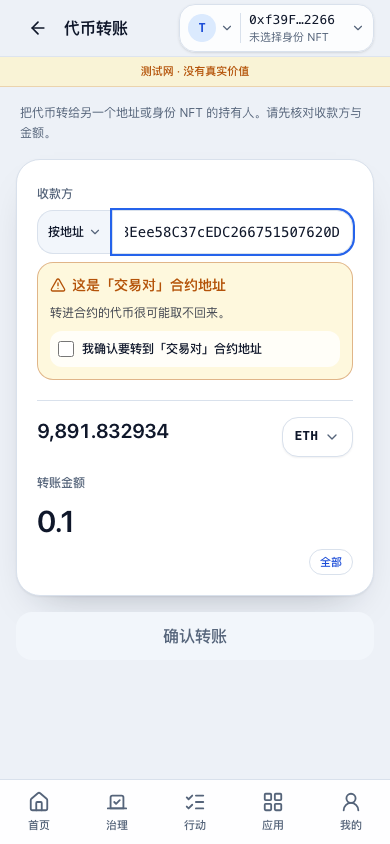 代币转账
T
0xf39F…2266
未选择身份 NFT
测试网 · 没有真实价值
把代币转给另一个地址或身份 NFT 的持有人。请先核对收款方与
金额。
收款方
按地址
3Eee58C37cEDC266751507620D
这是「交易对」合约地址
转进合约的代币很可能取不回来。
我确认要转到「交易对」合约地址
9,891.832934
ETH
转账金额
0.1
全部
确认转账
首页
治理
行动
应用
我的